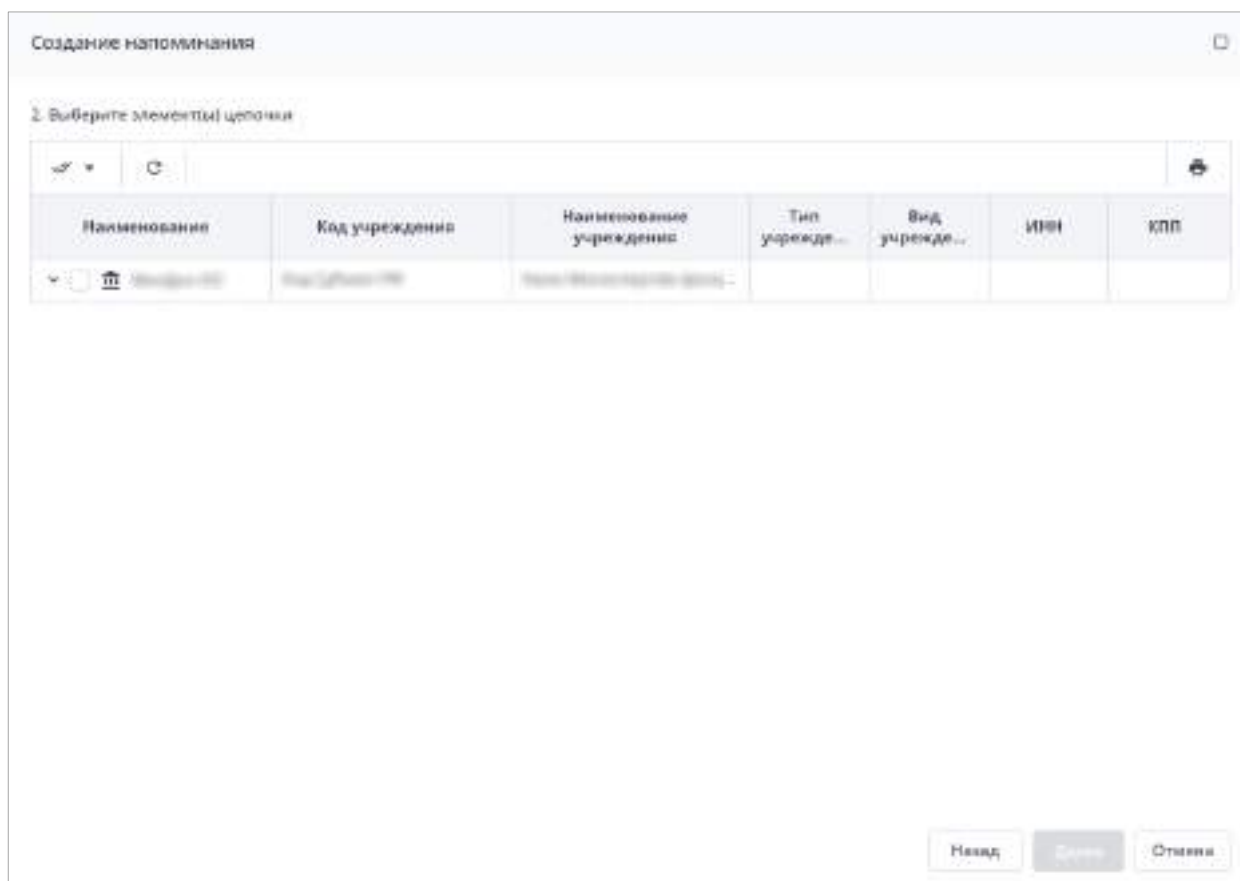 Создание напоминания
2. Выберите элемент(ы) цепочки
Наименование
Код учреждения
Наименование
учреждения
Тип
учрежде...
Вид
учрежде...
ИНН
КПП
Назад
Далее
Отмена